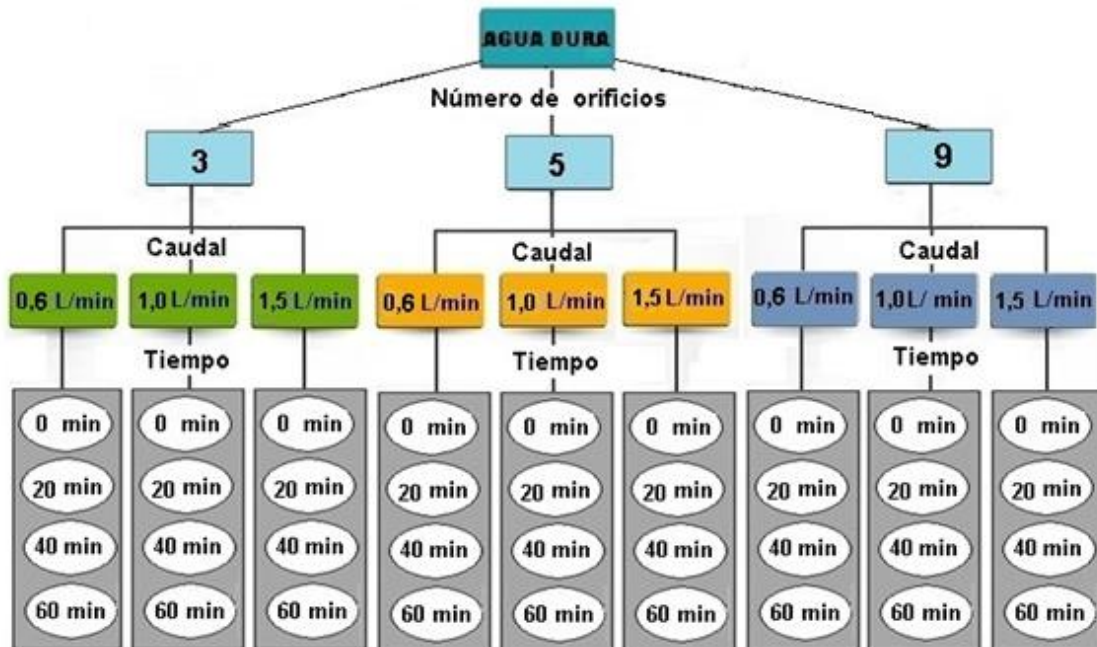 AGUA DURA
Número de orificios
3 5 9
Caudal Caudal Caudal
0,6 L/min 1,0 L/min 1,5 L/min 0,6 L/min 1,0 L/min 1,5 L/min 0,6 L/min 1,0L/ min 1,5 L/min
Tiempo Tiempo Tiempo
0 min 0 min 0 min 0 min 0 min 0 min 0 min 0 min 0 min
20 min 20 min 20 min 20 min 20 min 20 min 20 min 20 min 20 min
40 min 40 min 40 min 40 min 40 min 40 min 40 min 40 min 40 min
60 min 60 min 60 min 60 min 60 min 60 min 60 min 60 min 60 min